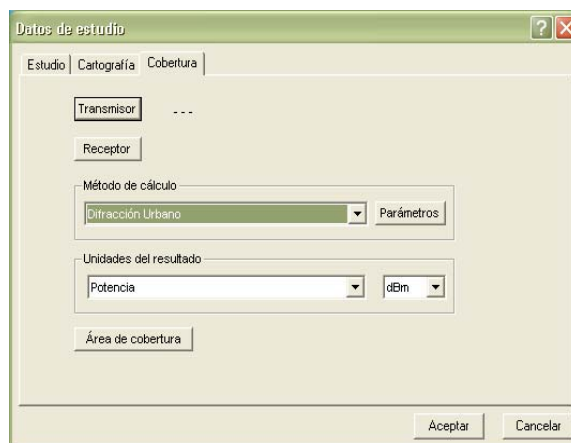 Datos de estudio
Estudio Cartografía Cobertura
Transmisor ---
Receptor
Método de cálculo
Difracción Urbano Parámetros
Unidades del resultado
Potencia dBm
Área de cobertura
Aceptar Cancelar